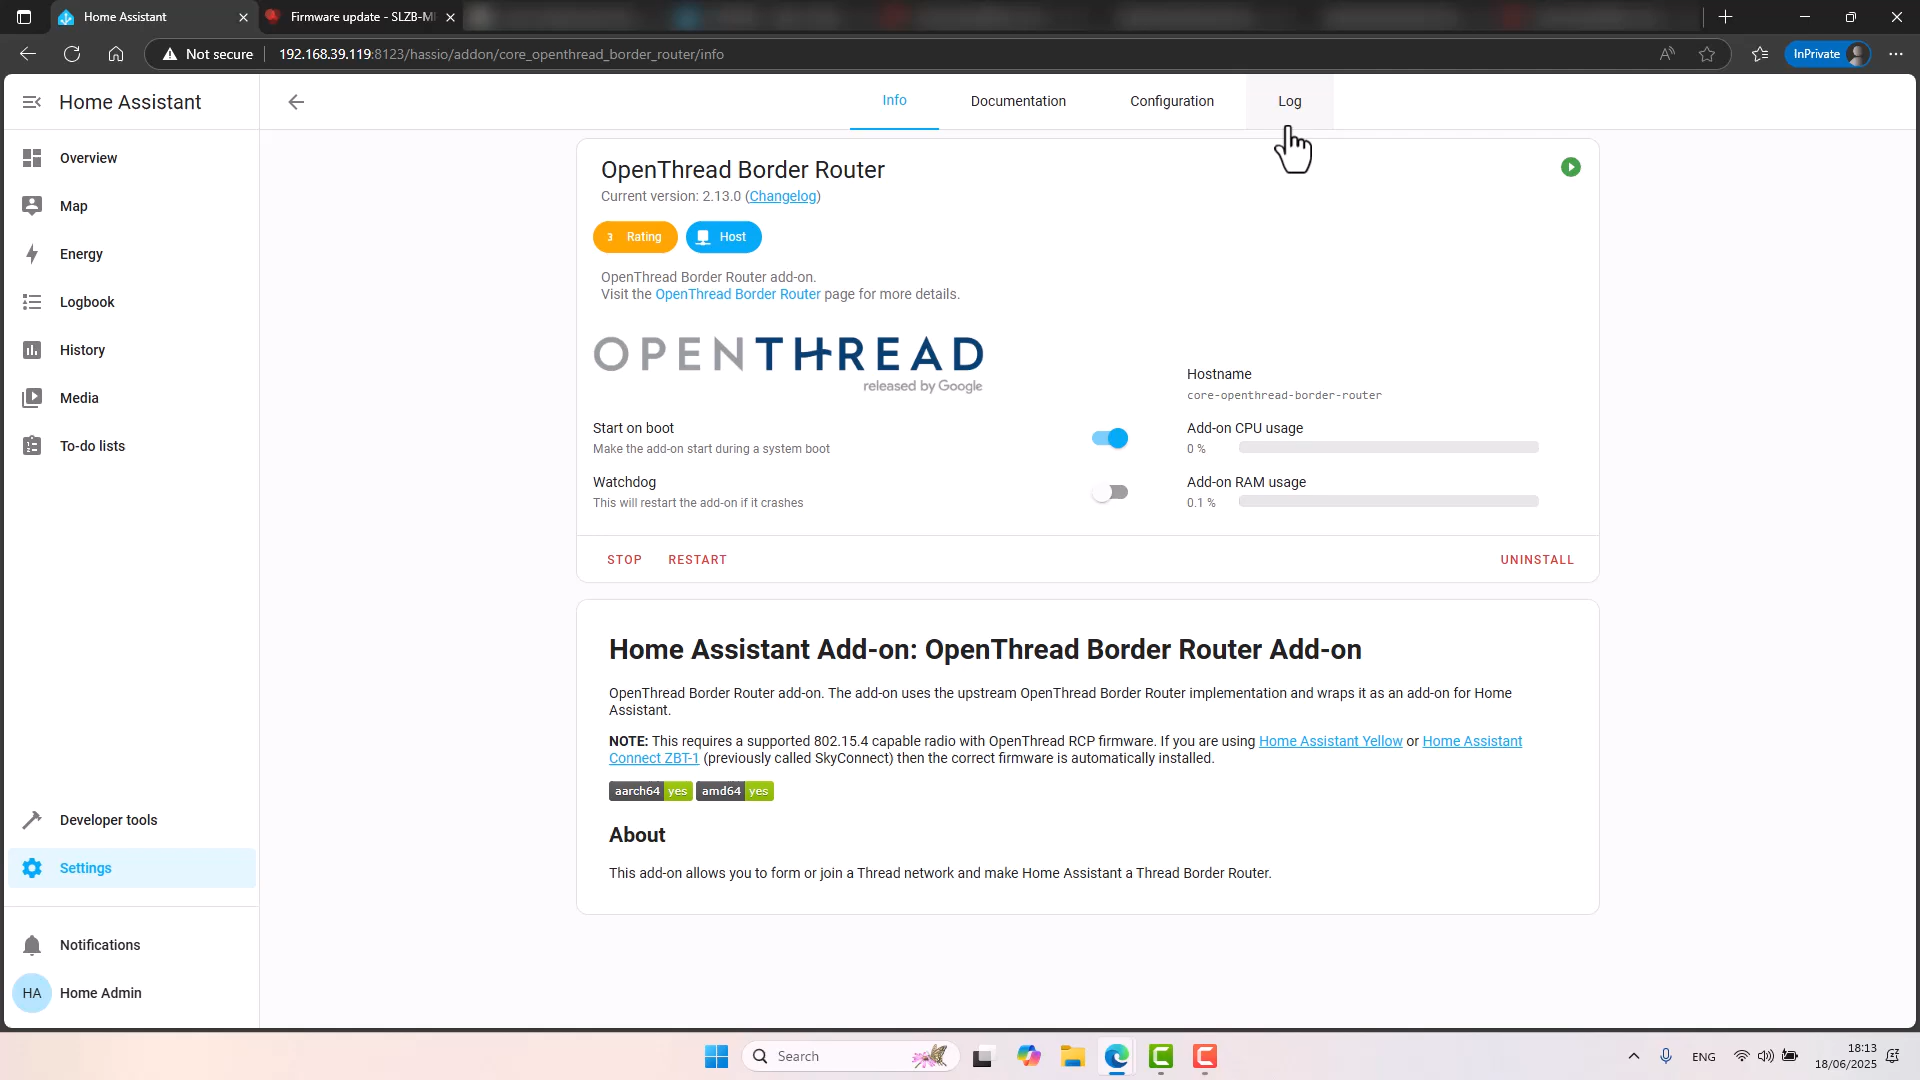 Home Assistant
Firmware update - SLZB-M
Not secure
192.168.39.119:8123/hassio/addon/core_openthread_border_router/info
InPrivate
Home Assistant
Info
Documentation
Configuration
Log
Overview
Map
Energy
Logbook
History
Media
To-do lists
Developer tools
Settings
Notifications
HA
Home Admin
OpenThread Border Router
Current version: 2.13.0 (Changelog)
3 Rating
Host
OpenThread Border Router add-on.
Visit the OpenThread Border Router page for more details.
OPENTHREAD
released by Google
Hostname
core-openthread-border-router
Start on boot
Make the add-on start during a system boot
Add-on CPU usage
0 %
Watchdog
This will restart the add-on if it crashes
Add-on RAM usage
0.1 %
STOP
RESTART
UNINSTALL
Home Assistant Add-on: OpenThread Border Router Add-on
OpenThread Border Router add-on. The add-on uses the upstream OpenThread Border Router implementation and wraps it as an add-on for Home
Assistant.
NOTE: This requires a supported 802.15.4 capable radio with OpenThread RCP firmware. If you are using Home Assistant Yellow or Home Assistant
Connect ZBT-1 (previously called SkyConnect) then the correct firmware is automatically installed.
aarch64 yes amd64 yes
About
This add-on allows you to form or join a Thread network and make Home Assistant a Thread Border Router.
Search
ENG
18:13
18/06/2025